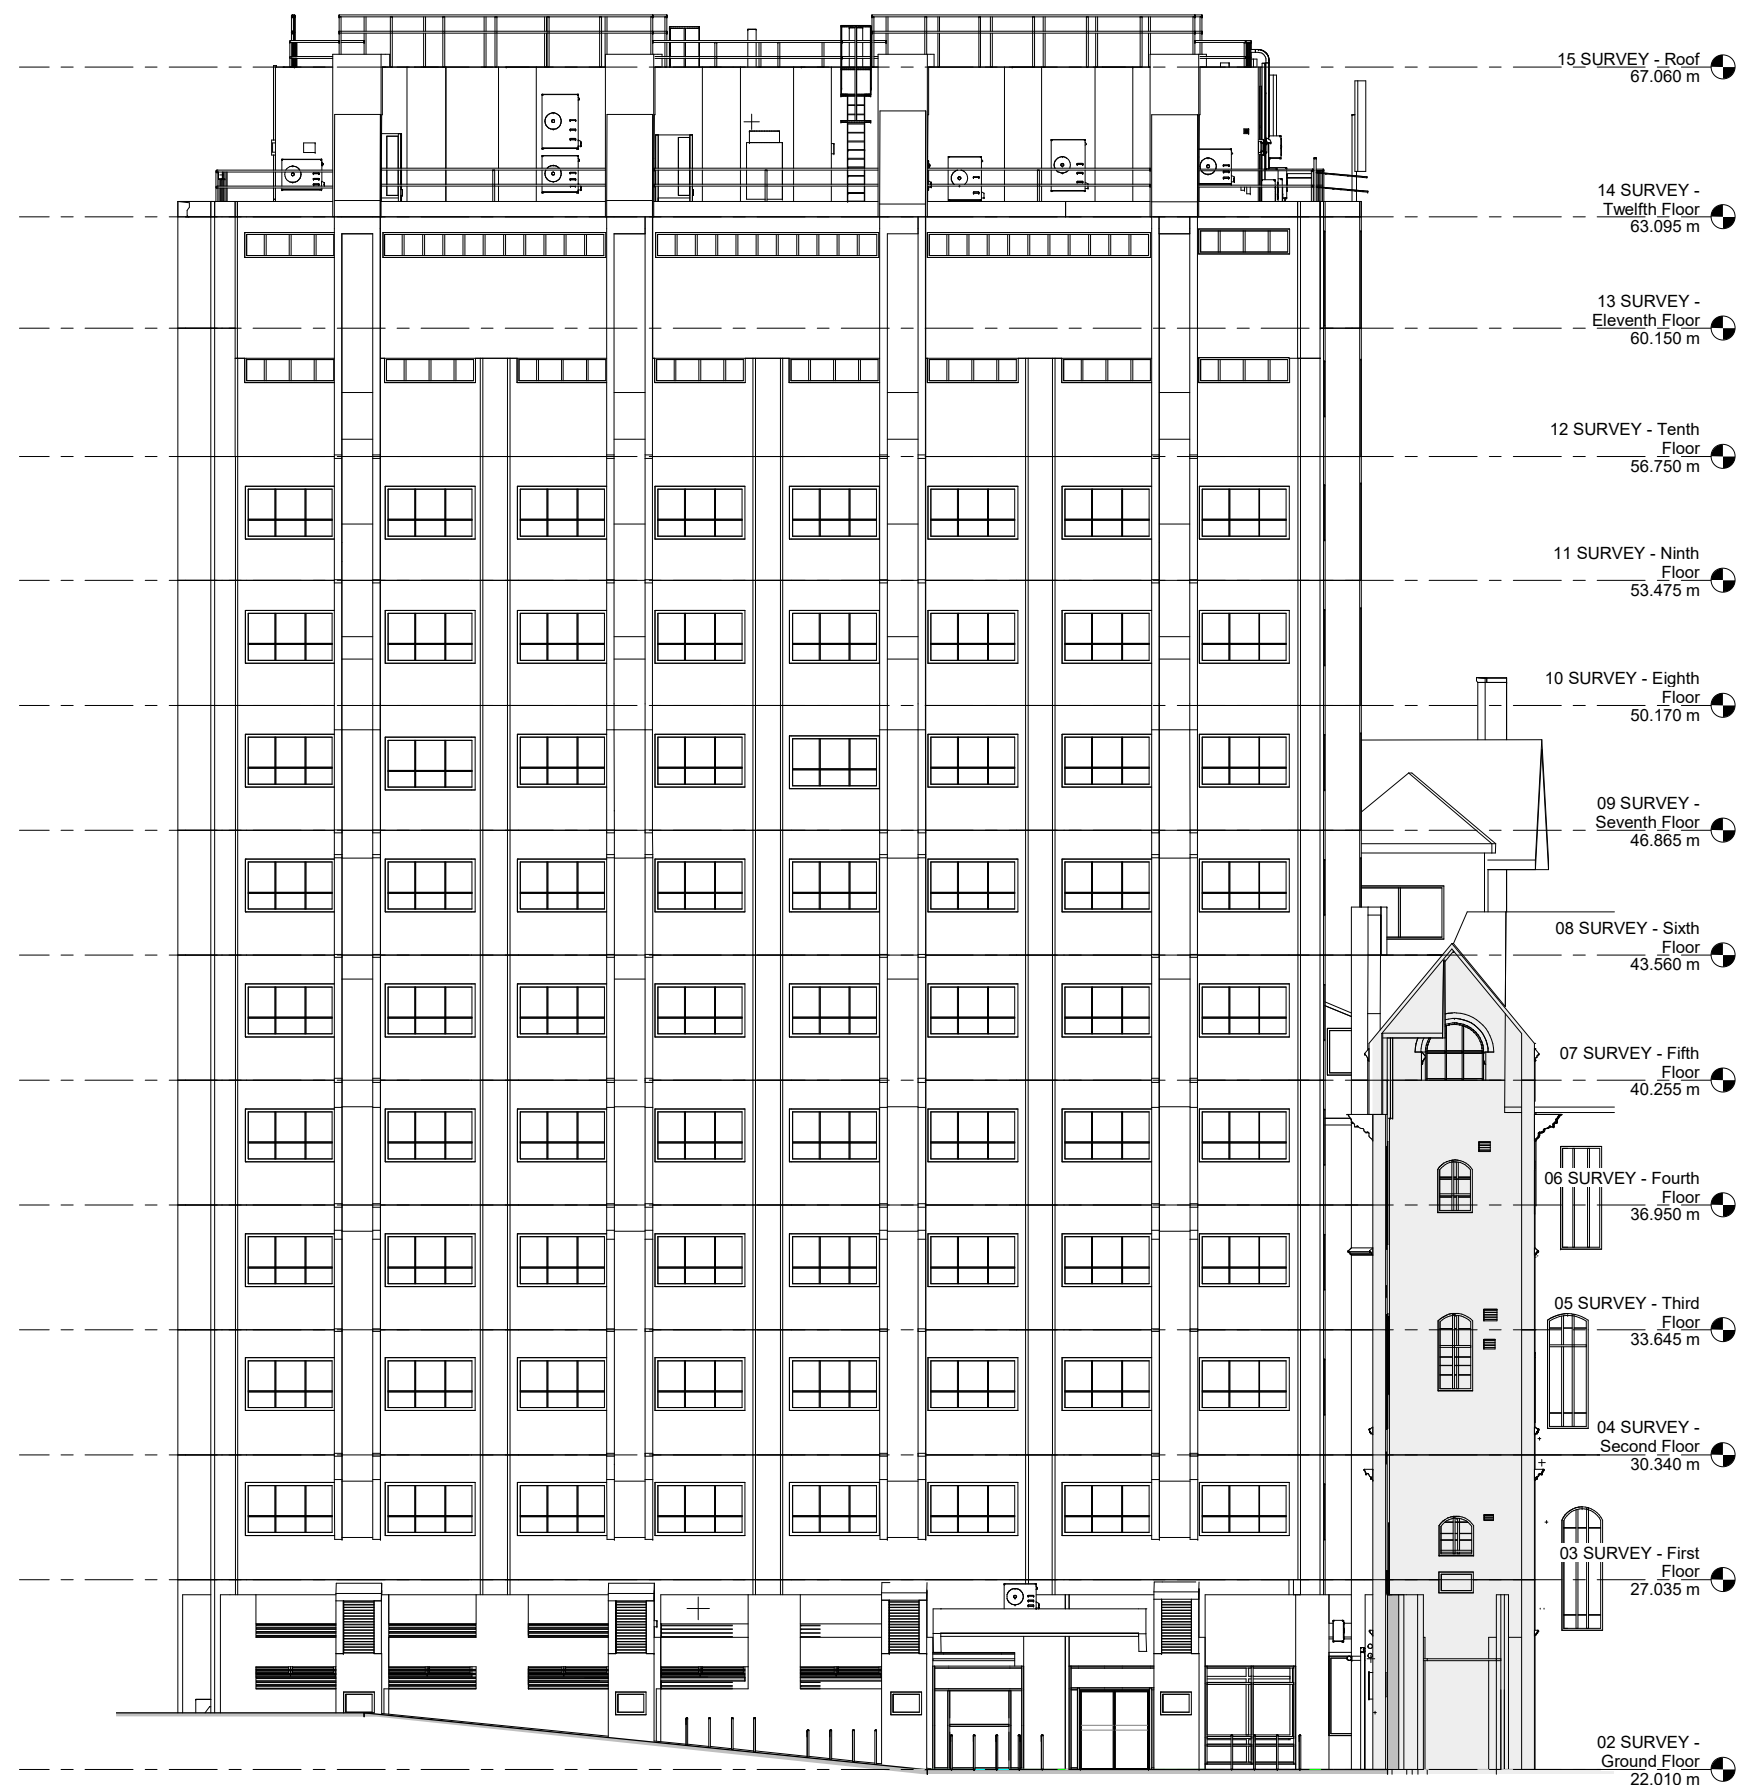 15 SURVEY - Roof
67.060 m
14 SURVEY -
Twelfth Floor
63.095 m
13 SURVEY -
Eleventh Floor
60.150 m
12 SURVEY - Tenth
Floor
56.750 m
11 SURVEY - Ninth
Floor
53.475 m
10 SURVEY - Eighth
Floor
50.170 m
09 SURVEY -
Seventh Floor
46.865 m
08 SURVEY - Sixth
Floor
43.560 m
07 SURVEY - Fifth
Floor
40.255 m
06 SURVEY - Fourth
Floor
36.950 m
05 SURVEY - Third
Floor
33.645 m
04 SURVEY -
Second Floor
30.340 m
03 SURVEY - First
Floor
27.035 m
02 SURVEY -
Ground Floor
22.010 m